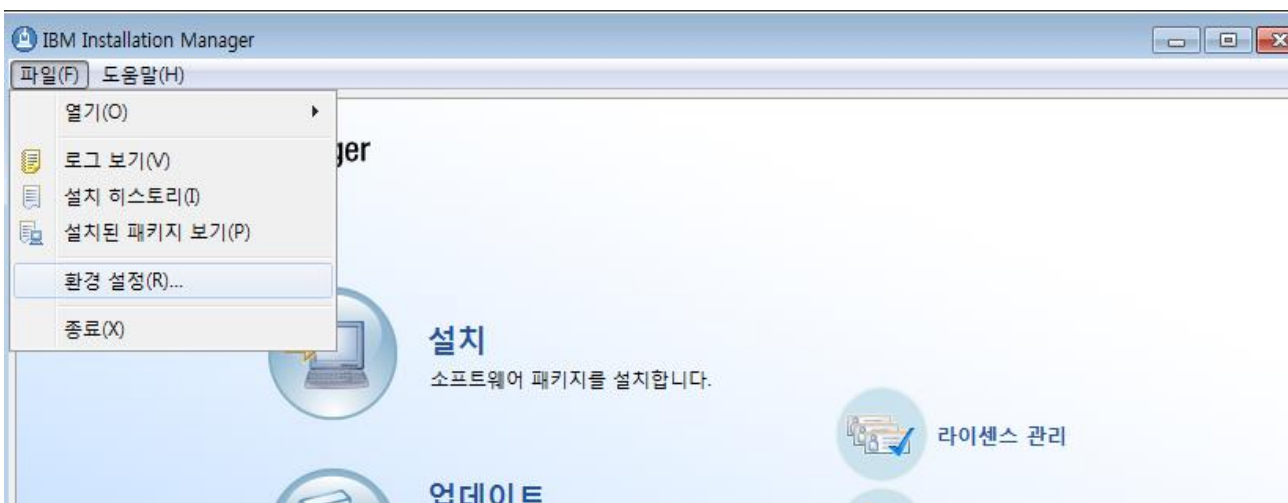 IBM Installation Manager
파일(F) 도움말(H)
열기(O)
ger
로그 보기(V)
설치 히스토리(I)
설치된 패키지 보기(P)
환경 설정(R)...
종료(X)
설치
소프트웨어 패키지를 설치합니다.
라이센스 관리
업데이트